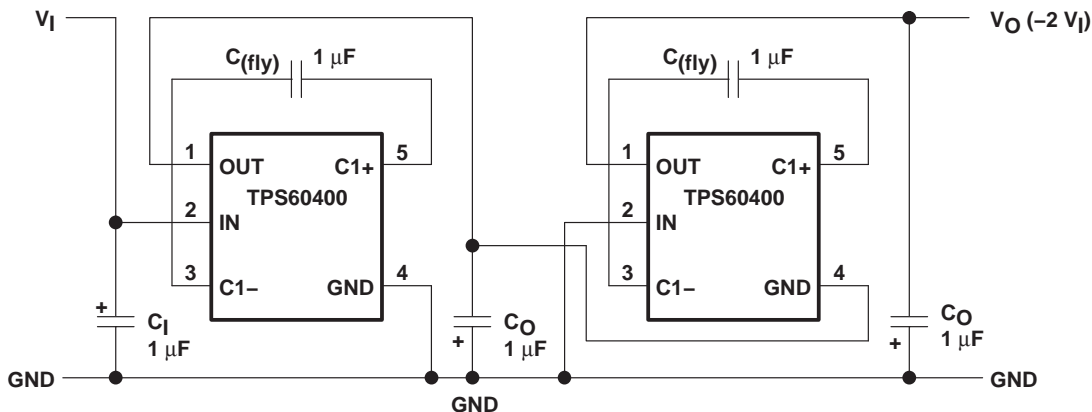 VI
VO (−2 VI)
C(fly) 1 μF
C(fly) 1 μF
1
OUT
C1+
5
TPS60400
2
IN
3
C1−
GND
4
1
OUT
C1+
5
TPS60400
2
IN
3
C1−
GND
4
+
CI
1 μF
+
CO
1 μF
+
CO
1 μF
GND
GND
GND